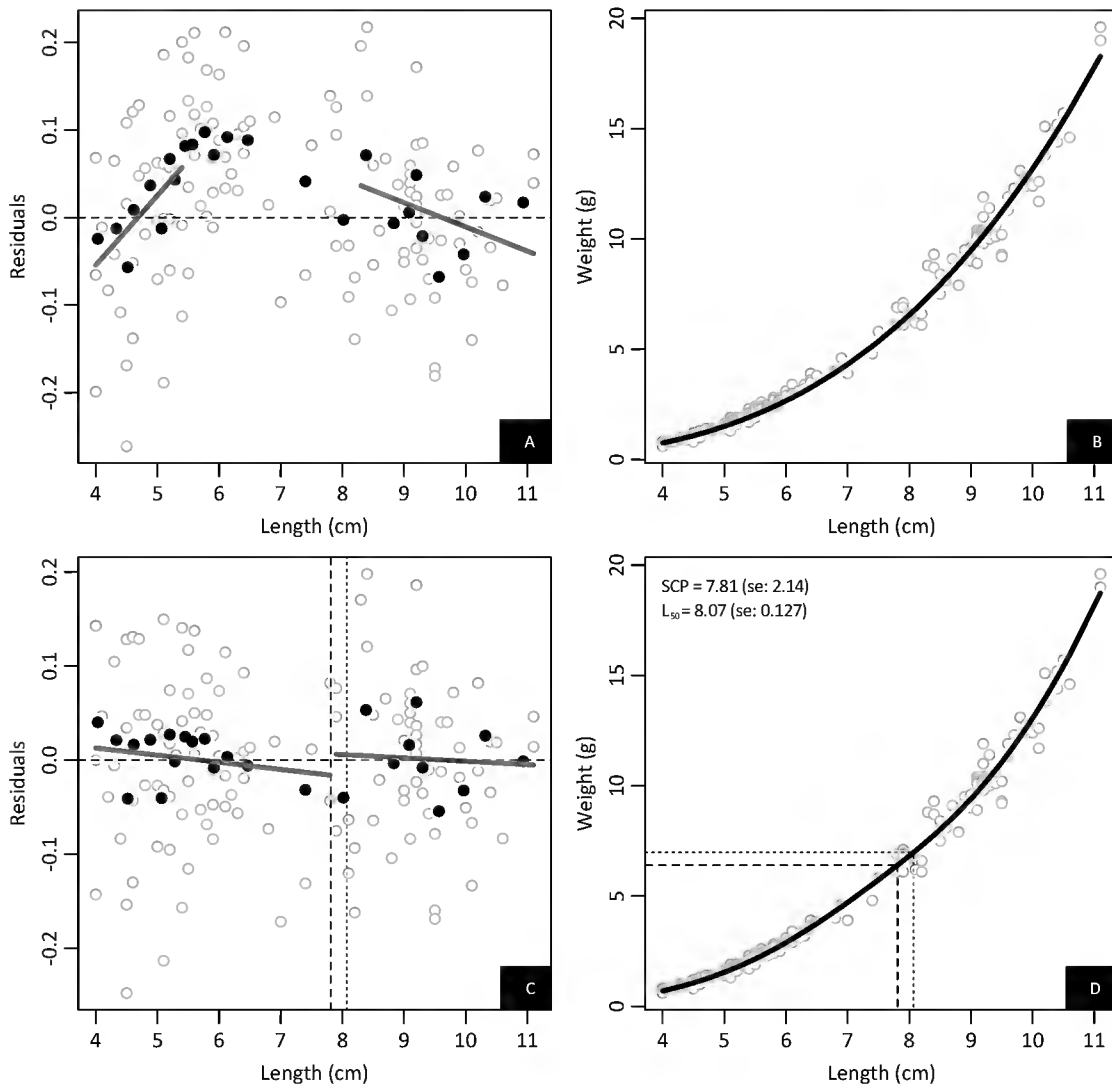 0.2
0.1
0.0
-0.1
-0.2
Residuals
4 5 6 7 8 9 10 11
Length (cm)
A
20
15
10
5
0
Weight (g)
4 5 6 7 8 9 10 11
Length (cm)
B
0.2
0.1
0.0
-0.1
-0.2
Residuals
4 5 6 7 8 9 10 11
Length (cm)
C
20
15
10
5
0
Weight (g)
SCP = 7.81 (se: 2.14)
L₅₀ = 8.07 (se: 0.127)
4 5 6 7 8 9 10 11
Length (cm)
D